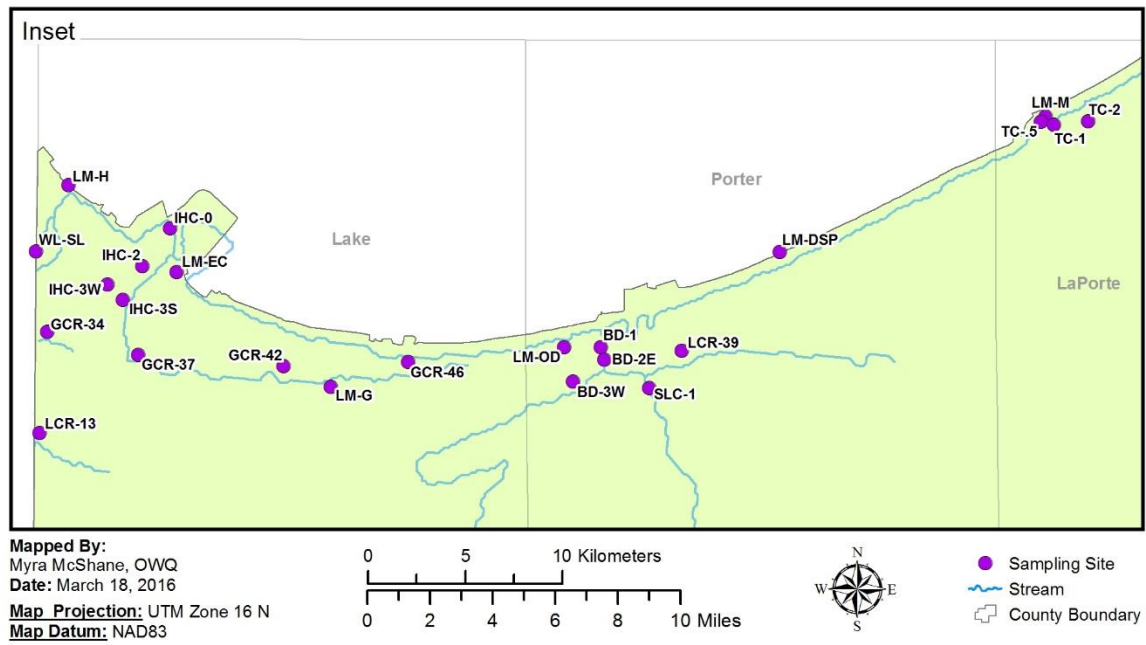 Inset
LM-M
TC-2
TC-.5
TC-1
LM-H
Porter
IHC-0
Lake
WL-SL
LM-DSP
IHC-2
LM-EC
LaPorte
IHC-3W
IHC-3S
GCR-34
BD-1
LCR-39
GCR-37
GCR-42
GCR-46
LM-OD
BD-2E
LM-G
BD-3W
SLC-1
LCR-13
Mapped By:
Myra McShane, OWQ
Date: March 18, 2016
Map Projection: UTM Zone 16 N
Map Datum: NAD83
0 5 10 Kilometers
0 2 4 6 8 10 Miles
N
W E
S
Sampling Site
Stream
County Boundary